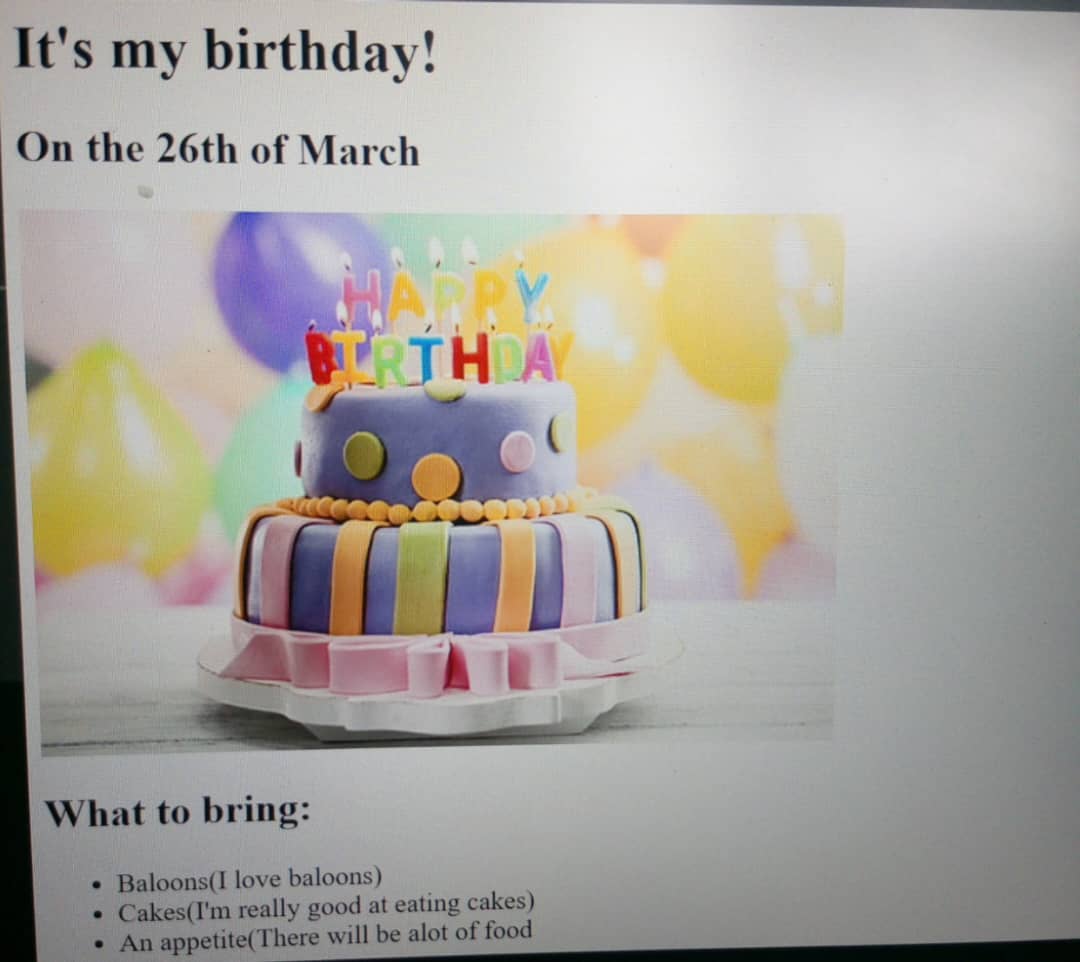 It's my birthday!
On the 26th of March
HAPPY
BIRTHDAY
What to bring:
• Baloons(I love baloons)
• Cakes(I'm really good at eating cakes)
• An appetite(There will be alot of food